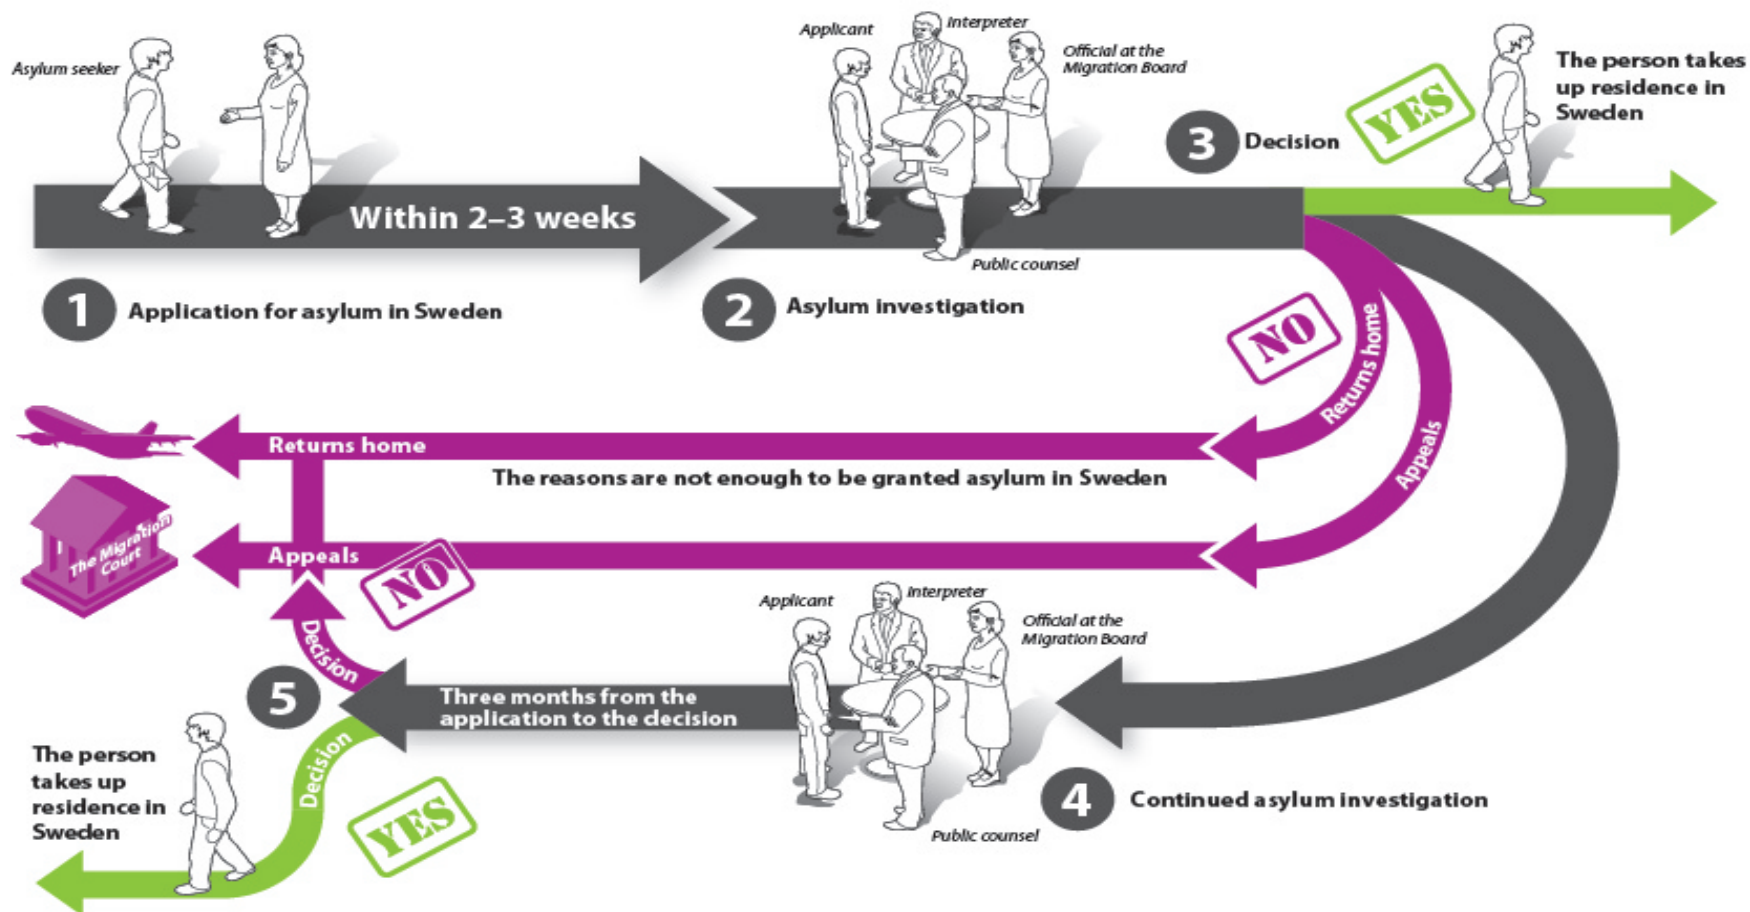 Asylum seeker
Within 2–3 weeks
1
Application for asylum in Sweden
Applicant
Interpreter
Official at the
Migration Board
Public counsel
2
Asylum investigation
3
Decision
YES
The person takes
up residence in
Sweden
NO
Returns home
Appeals
Returns home
The reasons are not enough to be granted asylum in Sweden
The Migration
Court
Appeals
NO
Applicant
Interpreter
Official at the
Migration Board
Public counsel
4
Continued asylum investigation
Three months from the
application to the decision
5
Decision
Decision
YES
The person
takes up
residence in
Sweden